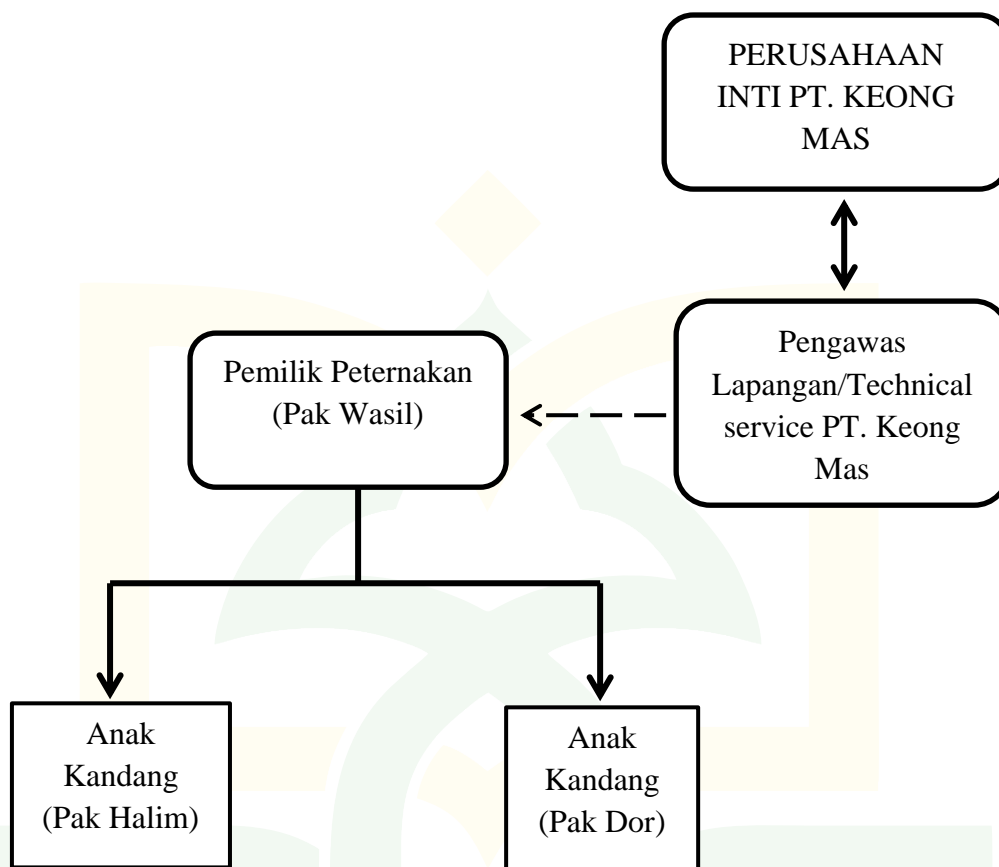 PERUSAHAAN
INTI PT. KEONG
MAS
Pemilik Peternakan
(Pak Wasil)
Pengawas
Lapangan/Technical
service PT. Keong
Mas
Anak
Kandang
(Pak Halim)
Anak
Kandang
(Pak Dor)